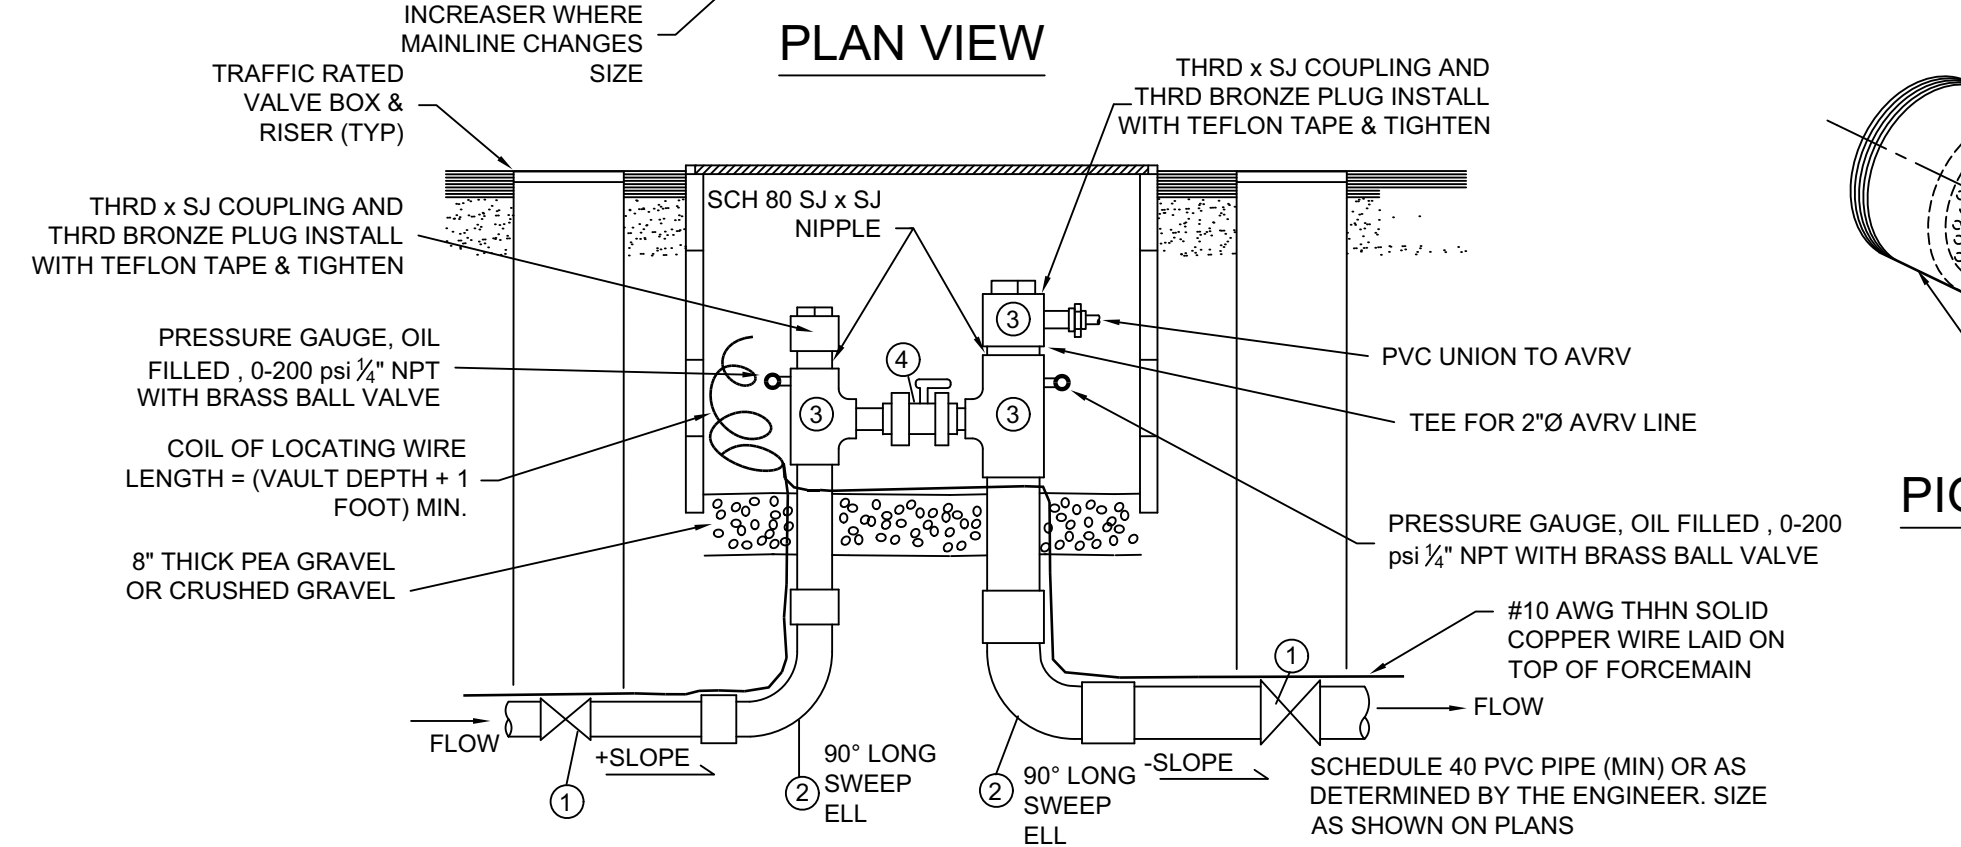 INCREASER WHERE
MAINLINE CHANGES
SIZE
PLAN VIEW
TRAFFIC RATED
VALVE BOX &
RISER (TYP)
THRD x SJ COUPLING AND
THRD BRONZE PLUG INSTALL
WITH TEFLON TAPE & TIGHTEN
THRD x SJ COUPLING AND
THRD BRONZE PLUG INSTALL
WITH TEFLON TAPE & TIGHTEN
SCH 80 SJ x SJ
NIPPLE
PRESSURE GAUGE, OIL
FILLED , 0-200 psi ¼" NPT
WITH BRASS BALL VALVE
COIL OF LOCATING WIRE
LENGTH = (VAULT DEPTH + 1
FOOT) MIN.
8" THICK PEA GRAVEL
OR CRUSHED GRAVEL
3
4
3
3
PVC UNION TO AVRV
TEE FOR 2"Ø AVRV LINE
PRESSURE GAUGE, OIL FILLED , 0-200
psi ¼" NPT WITH BRASS BALL VALVE
#10 AWG THHN SOLID
COPPER WIRE LAID ON
TOP OF FORCEMAIN
1
FLOW
FLOW
+SLOPE
1
2
90° LONG
SWEEP
ELL
2
90° LONG
SWEEP
ELL
-SLOPE
SCHEDULE 40 PVC PIPE (MIN) OR AS
DETERMINED BY THE ENGINEER. SIZE
AS SHOWN ON PLANS